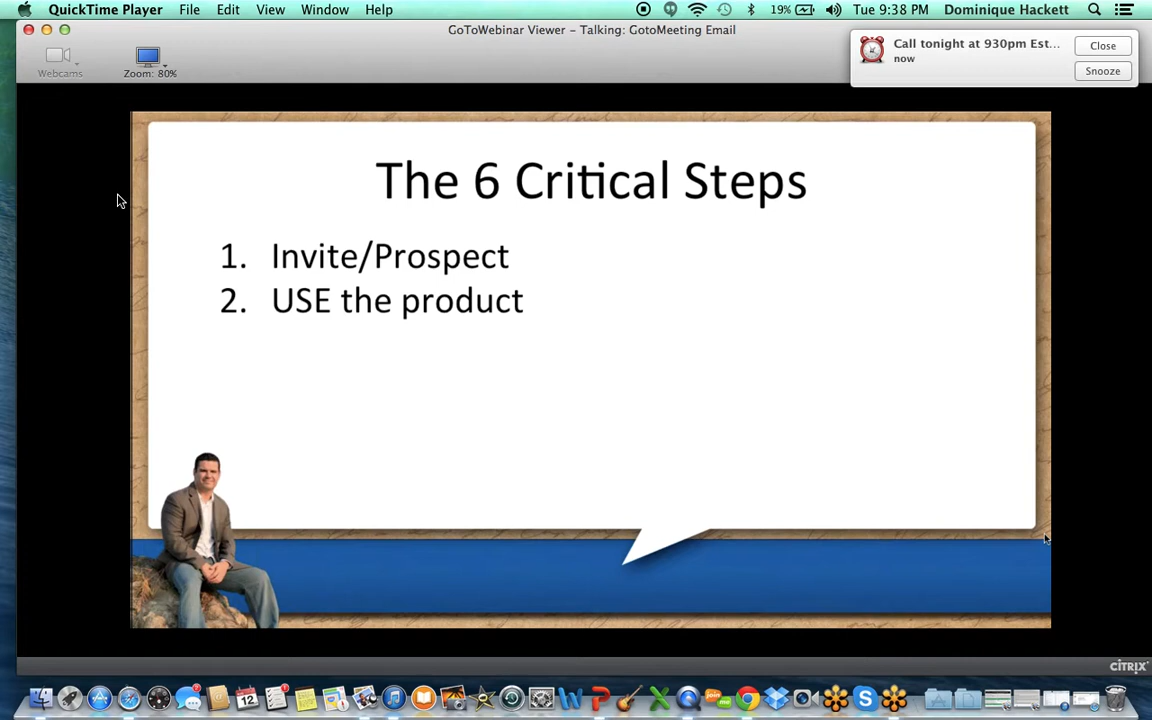 QuickTime Player File Edit View Window Help 19% Tue 9:38 PM Dominique Hackett
GoToWebinar Viewer – Talking: GotoMeeting Email
Webcams
Zoom: 80%
Call tonight at 930pm Est...
now
Close
Snooze
The 6 Critical Steps
1. Invite/Prospect
2. USE the product
CITRIX